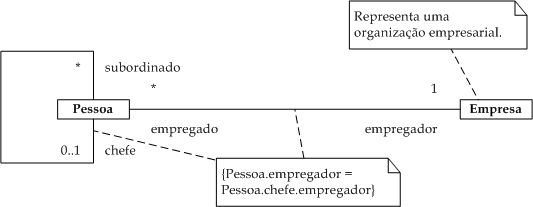 Representa uma
organização empresarial.
* subordinado
* 1
Pessoa Empresa
empregado empregador
0..1 chefe
{Pessoa.empregador =
Pessoa.chefe.empregador}